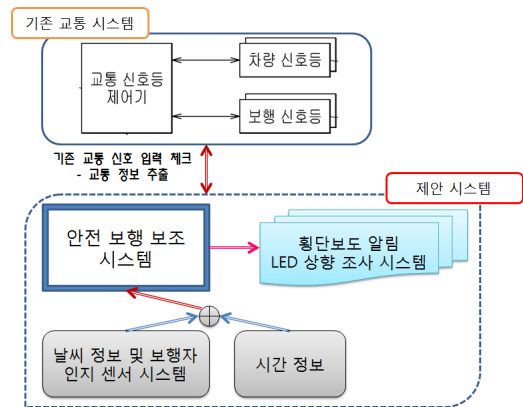 기존 교통 시스템
교통 신호등
제어기
차량 신호등
보행 신호등
기존 교통 신호 입력 체크
- 교통 정보 추출
제안 시스템
안전 보행 보조
시스템
횡단보도 알림
LED 상향 조사 시스템
날씨 정보 및 보행자
인지 센서 시스템
시간 정보